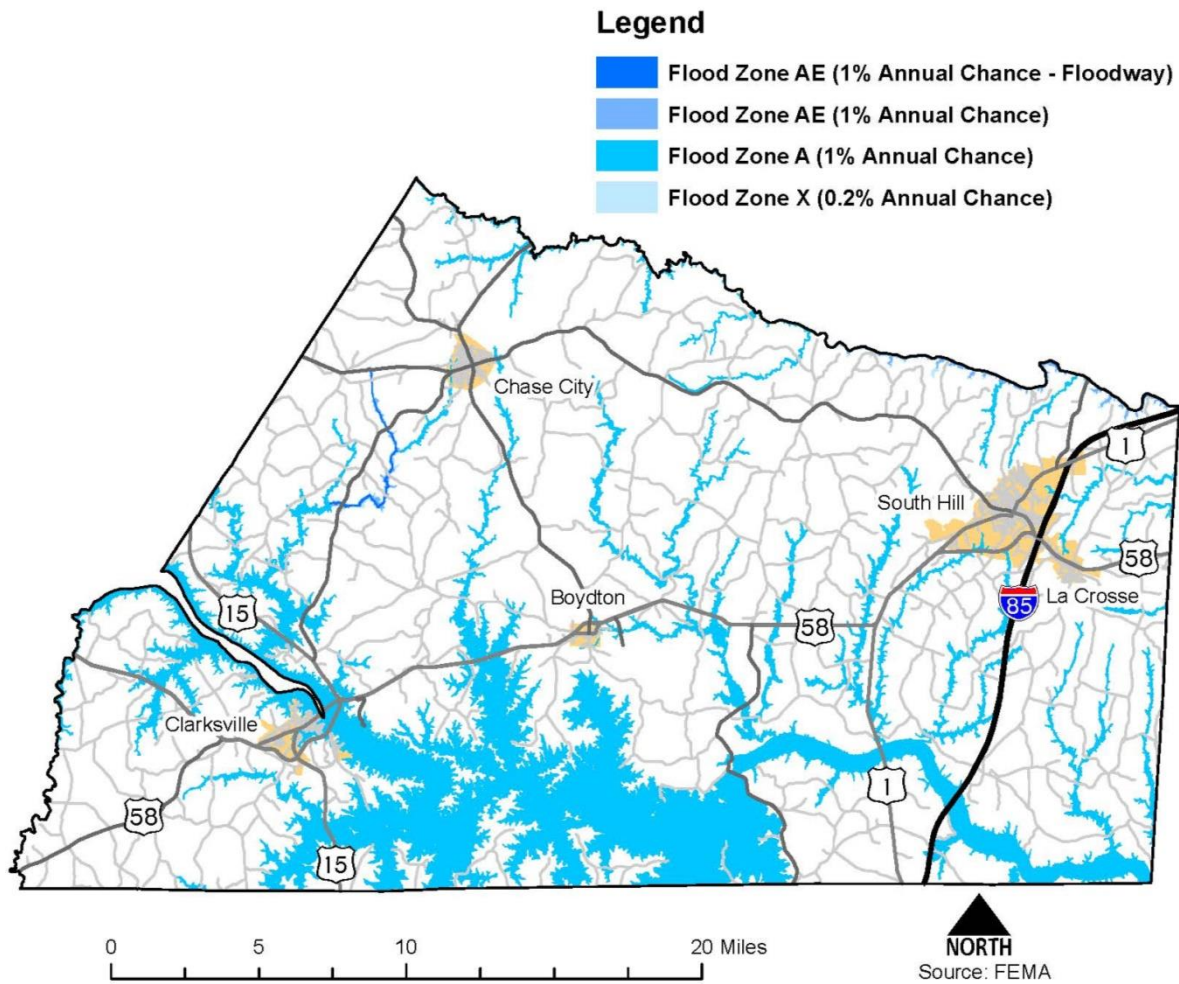 Legend
Flood Zone AE (1% Annual Chance - Floodway)
Flood Zone AE (1% Annual Chance)
Flood Zone A (1% Annual Chance)
Flood Zone X (0.2% Annual Chance)
Chase City
1
South Hill
58
Boydton
85
La Crosse
15
58
Clarksville
1
58
15
0 5 10 20 Miles
NORTH
Source: FEMA